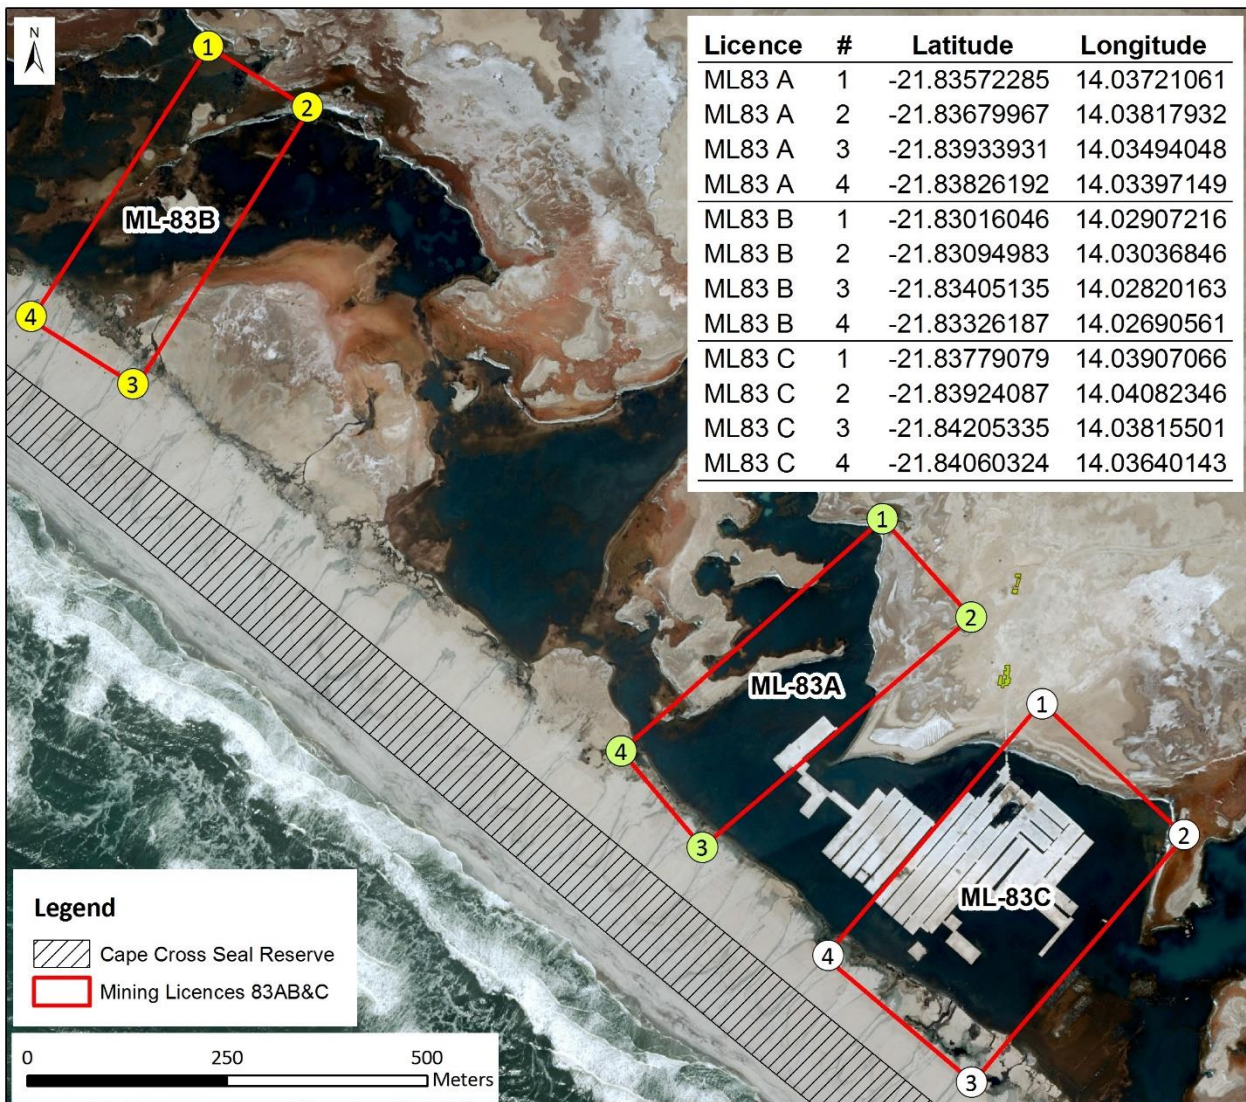 N
Licence # Latitude Longitude
ML83 A 1 -21.83572285 14.03721061
ML83 A 2 -21.83679967 14.03817932
ML83 A 3 -21.83933931 14.03494048
ML83 A 4 -21.83826192 14.03397149
ML83 B 1 -21.83016046 14.02907216
ML83 B 2 -21.83094983 14.03036846
ML83 B 3 -21.83405135 14.02820163
ML83 B 4 -21.83326187 14.02690561
ML83 C 1 -21.83779079 14.03907066
ML83 C 2 -21.83924087 14.04082346
ML83 C 3 -21.84205335 14.03815501
ML83 C 4 -21.84060324 14.03640143
1
2
ML-83B
4
3
1
2
ML-83A
4
3
1
2
ML-83C
4
3
Legend
Cape Cross Seal Reserve
Mining Licences 83AB&C
0 250 500
Meters